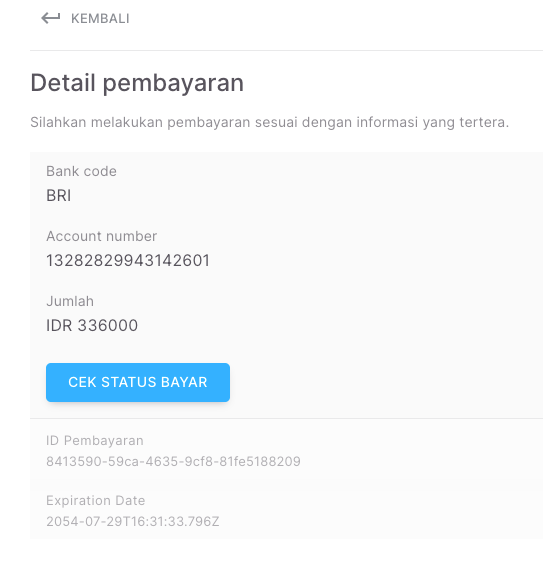 KEMBALI
Detail pembayaran
Silahkan melakukan pembayaran sesuai dengan informasi yang tertera.
Bank code
BRI
Account number
13282829943142601
Jumlah
IDR 336000
CEK STATUS BAYAR
ID Pembayaran
8413590-59ca-4635-9cf8-81fe5188209
Expiration Date
2054-07-29T16:31:33.796Z